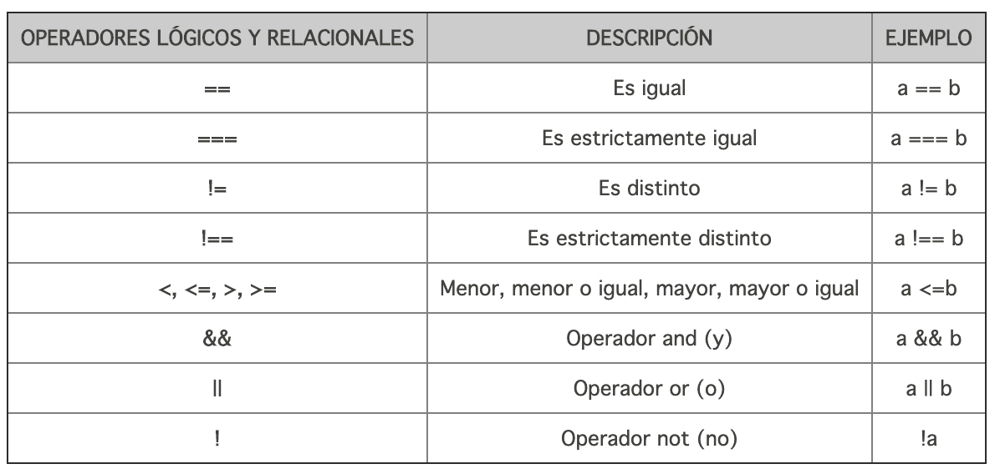 OPERADORES LÓGICOS Y RELACIONALES DESCRIPCIÓN EJEMPLO
== Es igual a == b
=== Es estrictamente igual a === b
!= Es distinto a != b
!== Es estrictamente distinto a !== b
<, <=, >, >= Menor, menor o igual, mayor, mayor o igual a <=b
&& Operador and (y) a && b
|| Operador or (o) a || b
! Operador not (no) !a